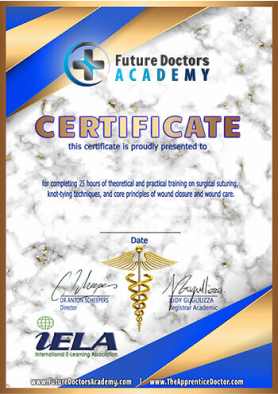 Future Doctors
ACADEMY
CERTIFICATE
this certificate is proudly presented to
for completing 25 hours of theoretical and practical training on surgical suturing,
knot-tying techniques, and core principles of wound closure and wound care.
Date
DR ANTON SCHEEPERS
Director
JUDY GUGLIUZZA
Registrar Academic
iELA
International E-Learning Association
www.FutureDoctorsAcademy.com | www.TheApprenticeDoctor.com